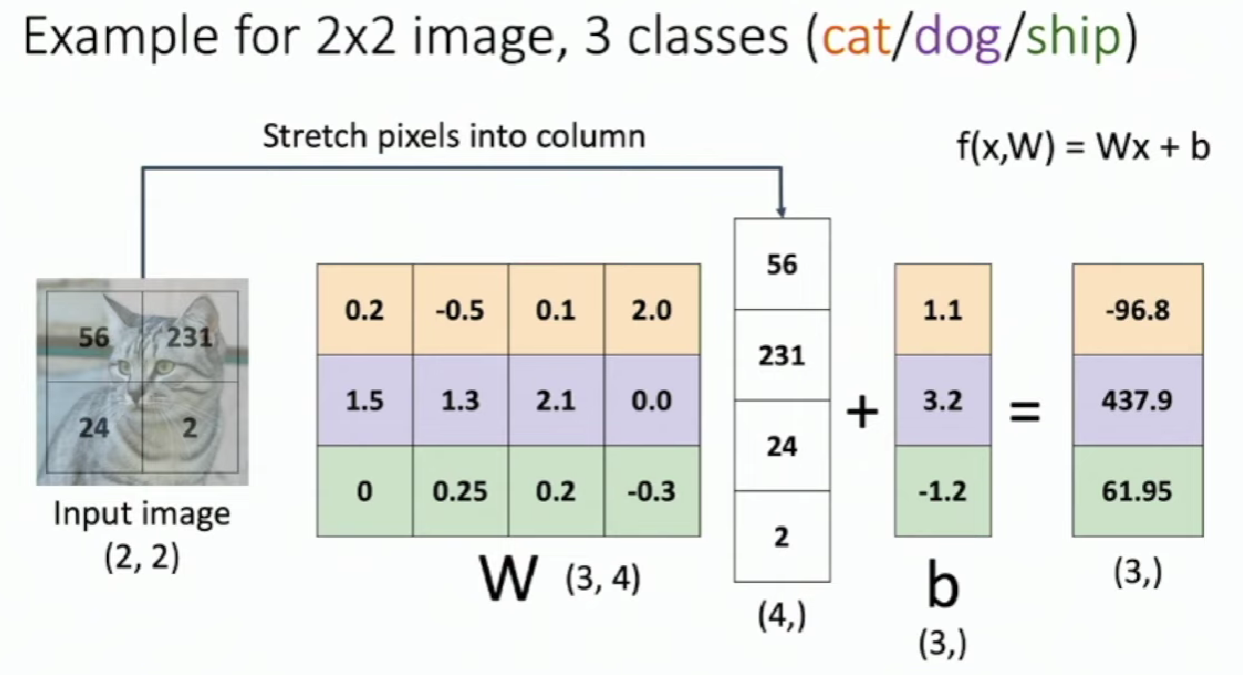 Example for 2x2 image, 3 classes (cat/dog/ship)
Stretch pixels into column
f(x,W) = Wx + b
56 231
24 2
Input image
(2, 2)
0.2 -0.5 0.1 2.0
1.5 1.3 2.1 0.0
0 0.25 0.2 -0.3
W (3, 4)
56
231
24
2
(4,)
+
1.1
3.2
-1.2
b
(3,)
=
-96.8
437.9
61.95
(3,)